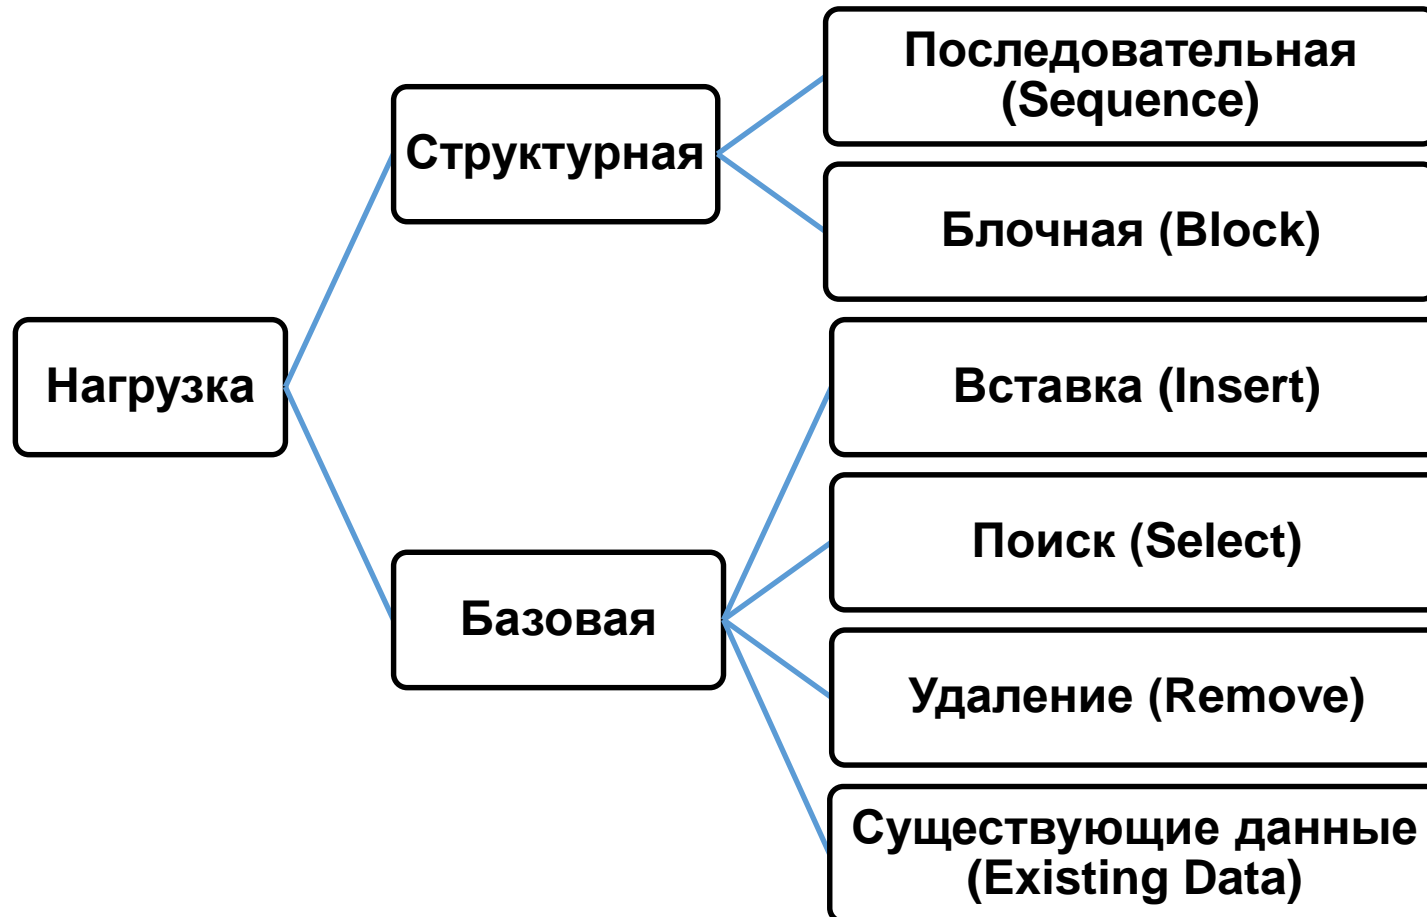 Последовательная
(Sequence)
Структурная
Блочная (Block)
Нагрузка
Вставка (Insert)
Поиск (Select)
Базовая
Удаление (Remove)
Существующие данные
(Existing Data)